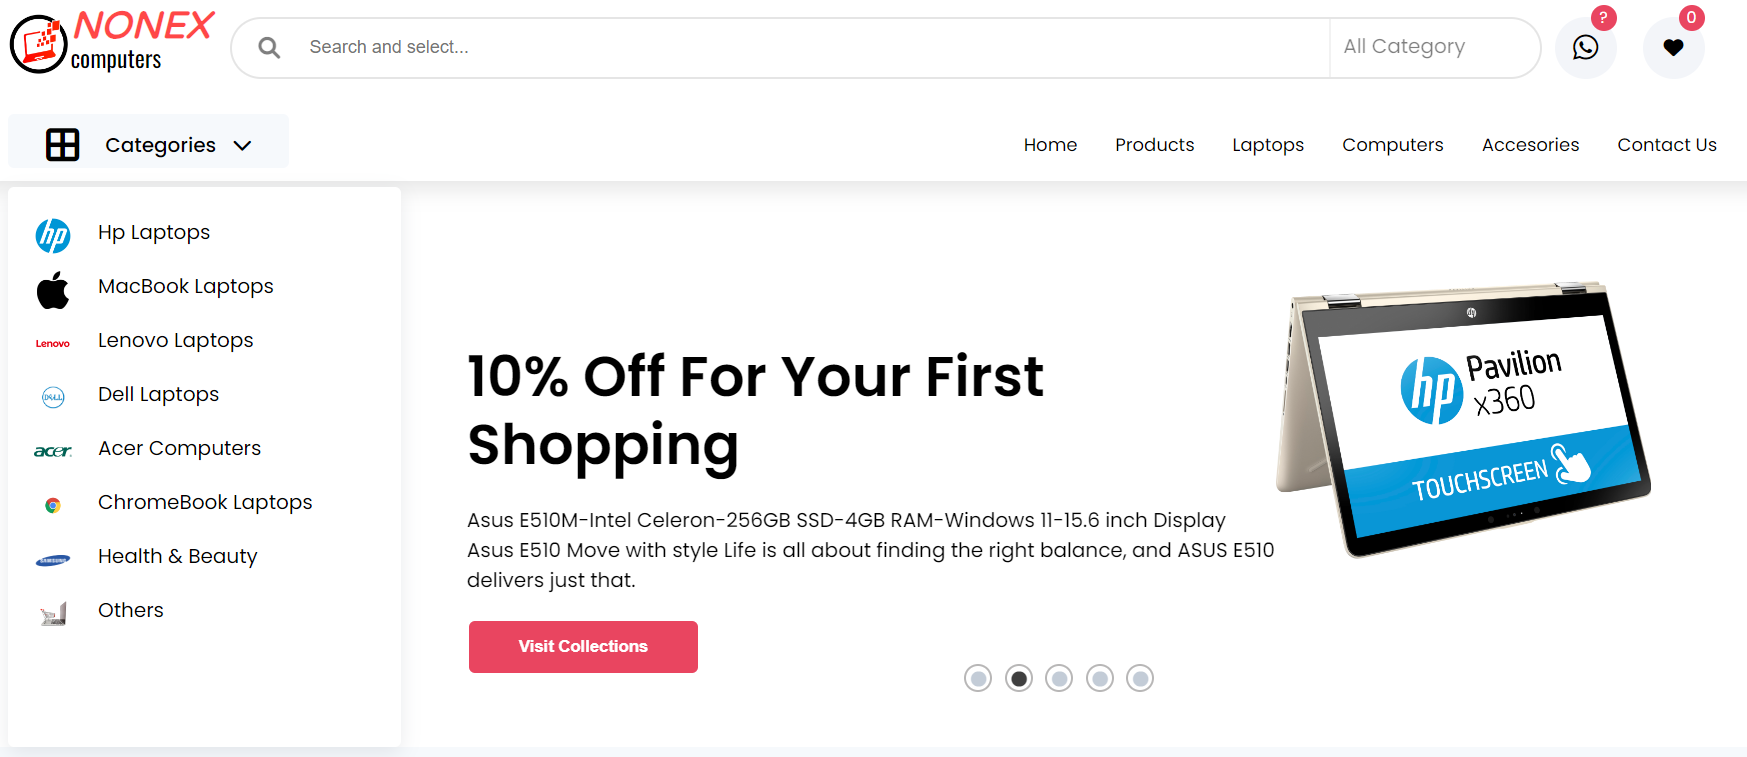 NONEX
computers
Search and select...
All Category
?
0
Categories
Home
Products
Laptops
Computers
Accesories
Contact Us
hp
Hp Laptops
MacBook Laptops
Lenovo
Lenovo Laptops
DELL
Dell Laptops
acer
Acer Computers
ChromeBook Laptops
SAMSUNG
Health & Beauty
Others
10% Off For Your First
Shopping
Asus E510M-Intel Celeron-256GB SSD-4GB RAM-Windows 11-15.6 inch Display
Asus E510 Move with style Life is all about finding the right balance, and ASUS E510
delivers just that.
Visit Collections
hp
hp
Pavilion
x360
TOUCHSCREEN